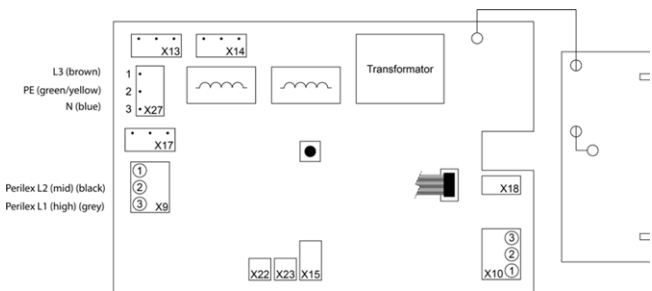 X13
X14
Transformator
L3 (brown)
PE (green/yellow)
N (blue)
1
2
3
X27
X17
Perilex L2 (mid) (black)
Perilex L1 (high) (grey)
1
2
3
X9
X18
3
2
X10 1
X22
X23
X15